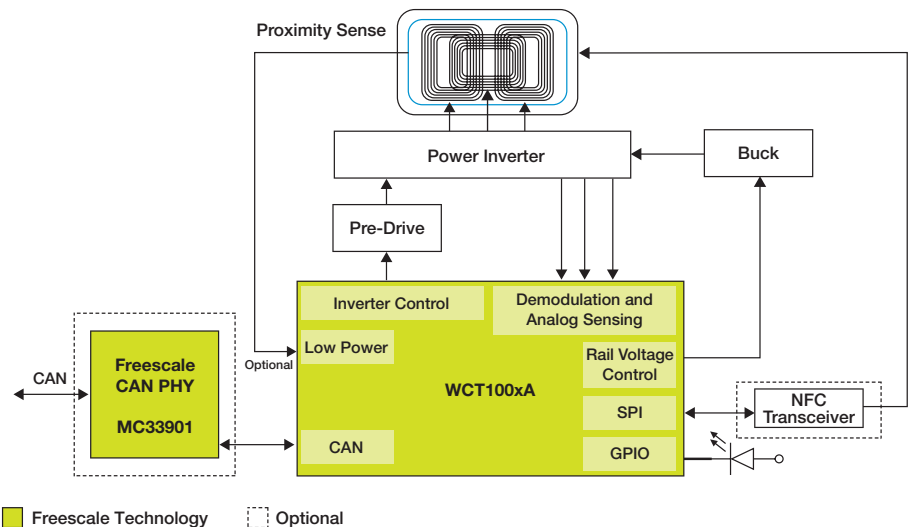 Proximity Sense
Power Inverter
Buck
Pre-Drive
Inverter Control
Demodulation and
Analog Sensing
Low Power
Optional
Rail Voltage
Control
WCT100xA
Freescale
CAN PHY
MC33901
CAN
SPI
NFC
Transceiver
CAN
GPIO
Freescale Technology
Optional